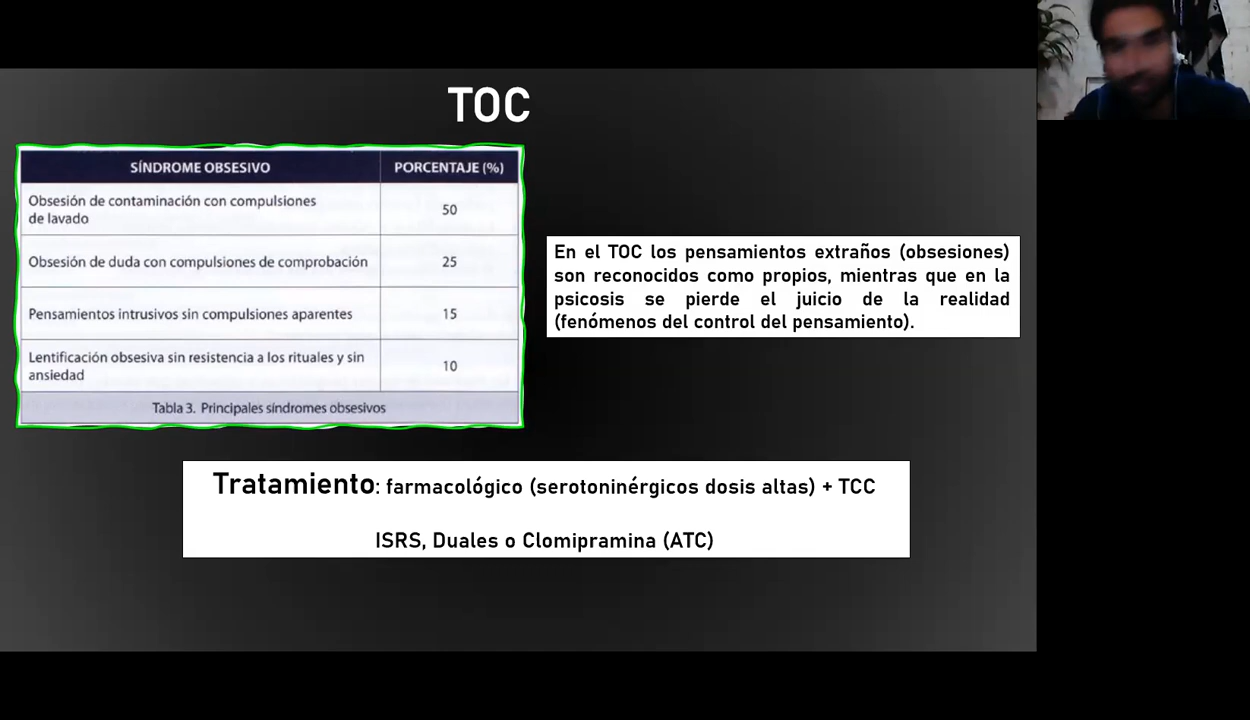 TOC
SÍNDROME OBSESIVO PORCENTAJE (%)
Obsesión de contaminación con compulsiones
de lavado
50
Obsesión de duda con compulsiones de comprobación 25
Pensamientos intrusivos sin compulsiones aparentes 15
Lentificación obsesiva sin resistencia a los rituales y sin
ansiedad
10
Tabla 3. Principales síndromes obsesivos
En el TOC los pensamientos extraños (obsesiones)
son reconocidos como propios, mientras que en la
psicosis se pierde el juicio de la realidad
(fenómenos del control del pensamiento).
Tratamiento: farmacológico (serotoninérgicos dosis altas) + TCC
ISRS, Duales o Clomipramina (ATC)